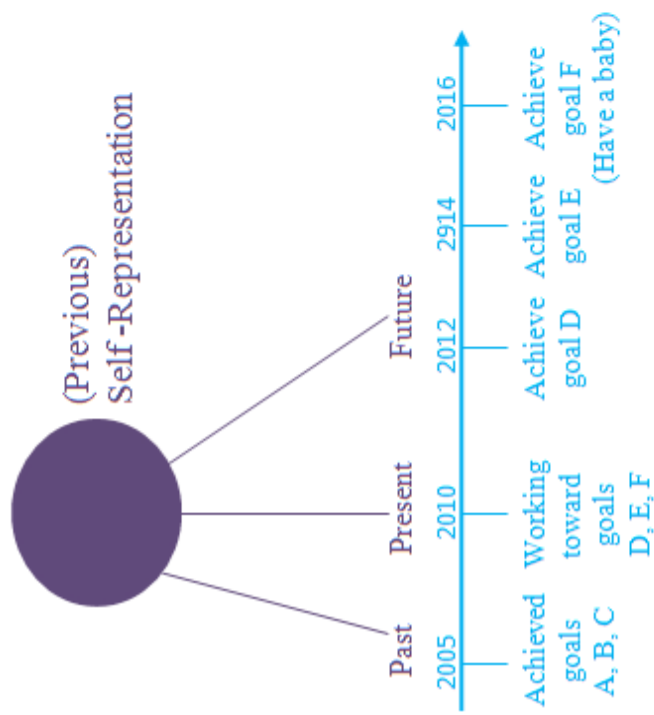 (Previous)
Self-Representation
Past
Present
Future
2005
2010
2012
2914
2016
Achieved
goals
A, B, C
Working
toward
goals
D, E, F
Achieve
goal D
Achieve
goal E
Achieve
goal F
(Have a baby)